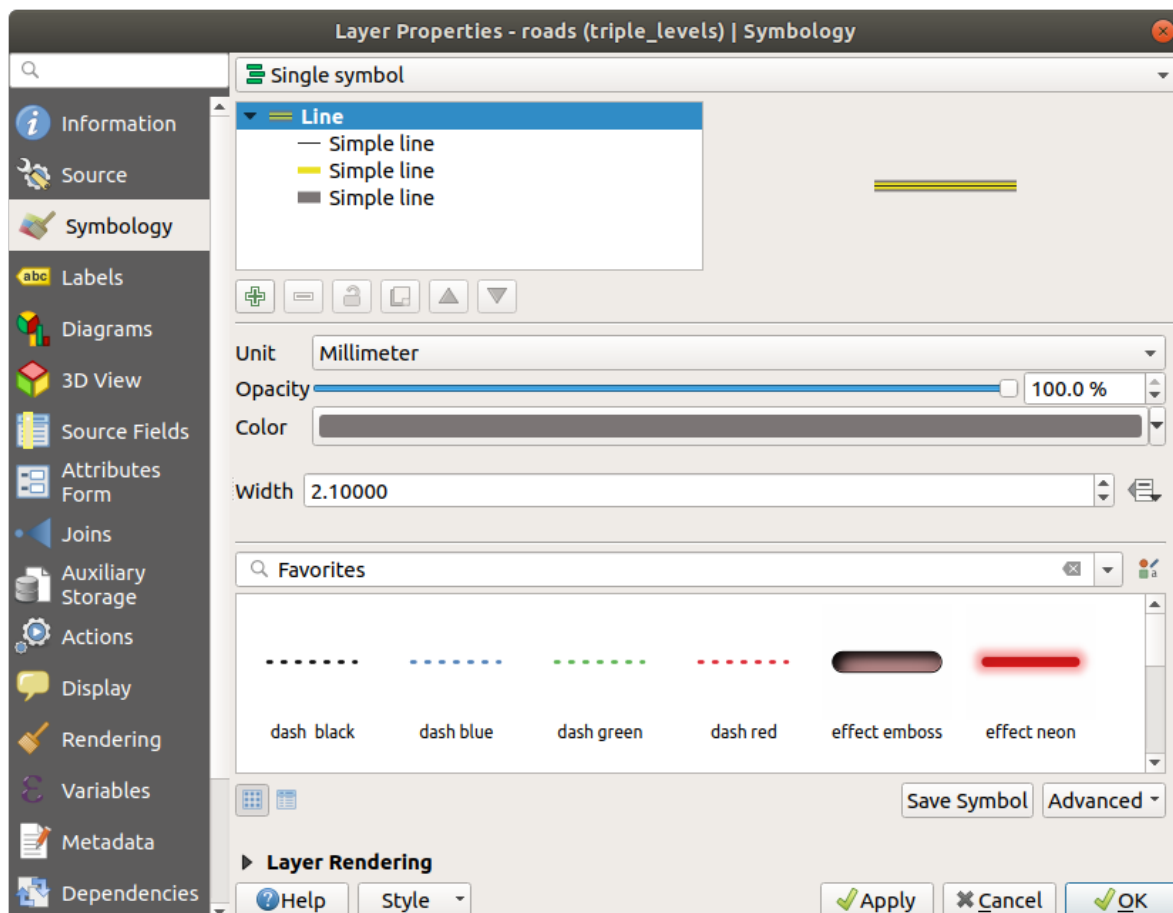 Layer Properties - roads (triple_levels) | Symbology
Information
Source
Symbology
abc Labels
Diagrams
3D View
Source Fields
Attributes
Form
Joins
Auxiliary
Storage
Actions
Display
Rendering
Variables
Metadata
Dependencies
Single symbol
Line
Simple line
Simple line
Simple line
Unit Millimeter
Opacity 100.0 %
Color
Width 2.10000
Favorites
dash black dash blue dash green dash red effect emboss effect neon
Save Symbol Advanced
Layer Rendering
Help Style Apply Cancel OK